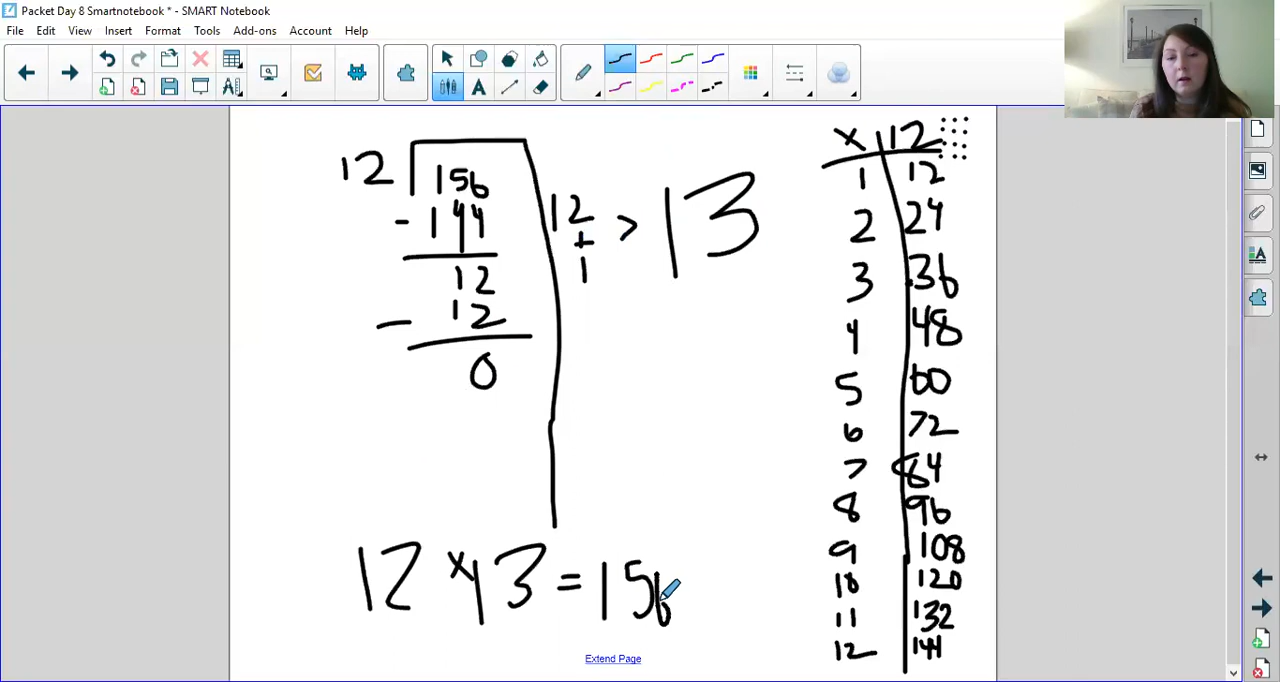 Packet Day 8 Smartnotebook * - SMART Notebook
File Edit View Insert Format Tools Add-ons Account Help
12 156
- 144 12
+
1 > 13
12
- 12
0
12 x 13 = 156
x 12
1 12
2 24
3 36
4 48
5 60
6 72
7 84
8 96
9 108
10 120
11 132
12 144
Extend Page